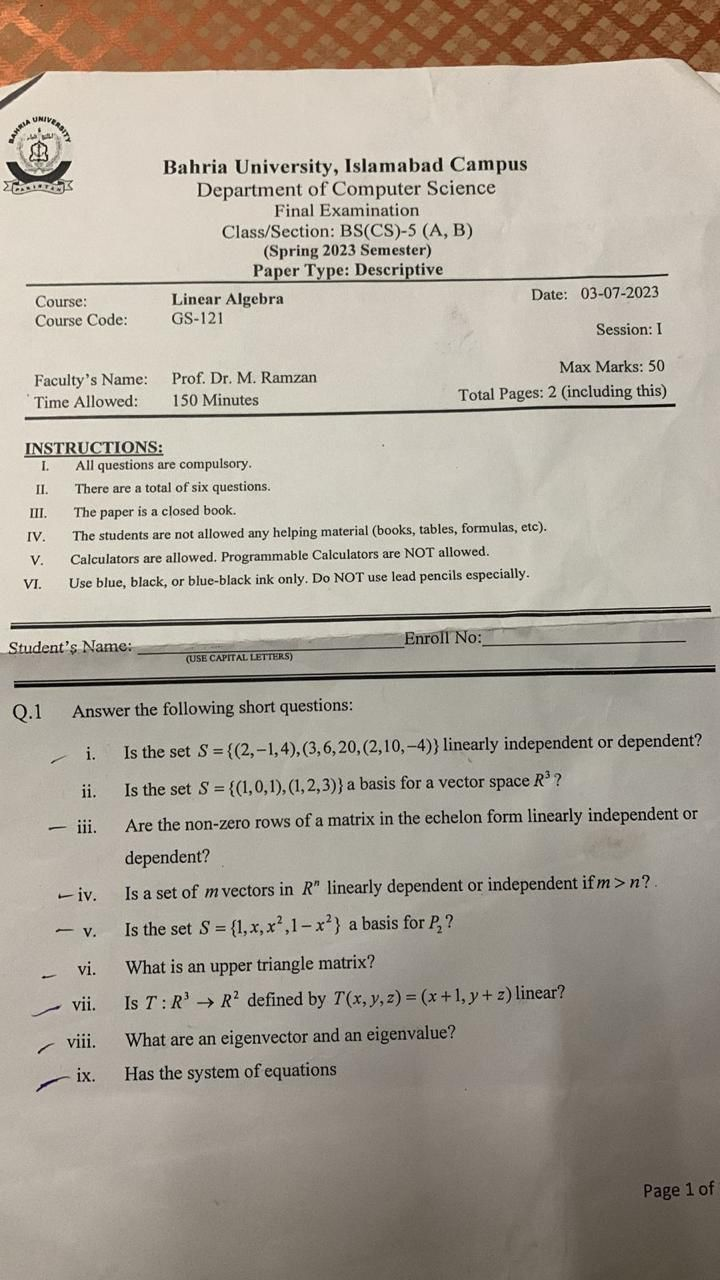 BAHRIA UNIVERSITY
PAKISTAN
Bahria University, Islamabad Campus
Department of Computer Science
Final Examination
Class/Section: BS(CS)-5 (A, B)
(Spring 2023 Semester)
Paper Type: Descriptive
Course: Linear Algebra Date: 03-07-2023
Course Code: GS-121
Session: I
Max Marks: 50
Faculty's Name: Prof. Dr. M. Ramzan
Time Allowed: 150 Minutes Total Pages: 2 (including this)
INSTRUCTIONS:
I. All questions are compulsory.
II. There are a total of six questions.
III. The paper is a closed book.
IV. The students are not allowed any helping material (books, tables, formulas, etc).
V. Calculators are allowed. Programmable Calculators are NOT allowed.
VI. Use blue, black, or blue-black ink only. Do NOT use lead pencils especially.
Student's Name: Enroll No:
(USE CAPITAL LETTERS)
Q.1 Answer the following short questions:
i. Is the set S = {(2,−1,4),(3,6,20,(2,10,−4)} linearly independent or dependent?
ii. Is the set S = {(1,0,1),(1,2,3)} a basis for a vector space R³ ?
iii. Are the non-zero rows of a matrix in the echelon form linearly independent or
dependent?
iv. Is a set of m vectors in Rⁿ linearly dependent or independent if m > n? .
v. Is the set S = {1, x, x², 1 − x²} a basis for P₂ ?
vi. What is an upper triangle matrix?
vii. Is T : R³ → R² defined by T(x, y, z) = (x + 1, y + z) linear?
viii. What are an eigenvector and an eigenvalue?
ix. Has the system of equations
Page 1 of